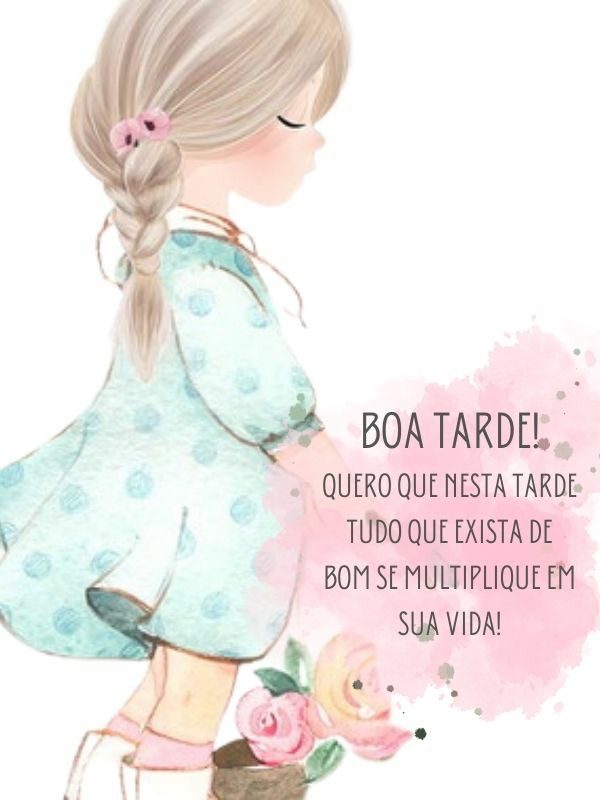 BOA TARDE!
QUERO QUE NESTA TARDE
TUDO QUE EXISTA DE
BOM SE MULTIPLIQUE EM
SUA VIDA!